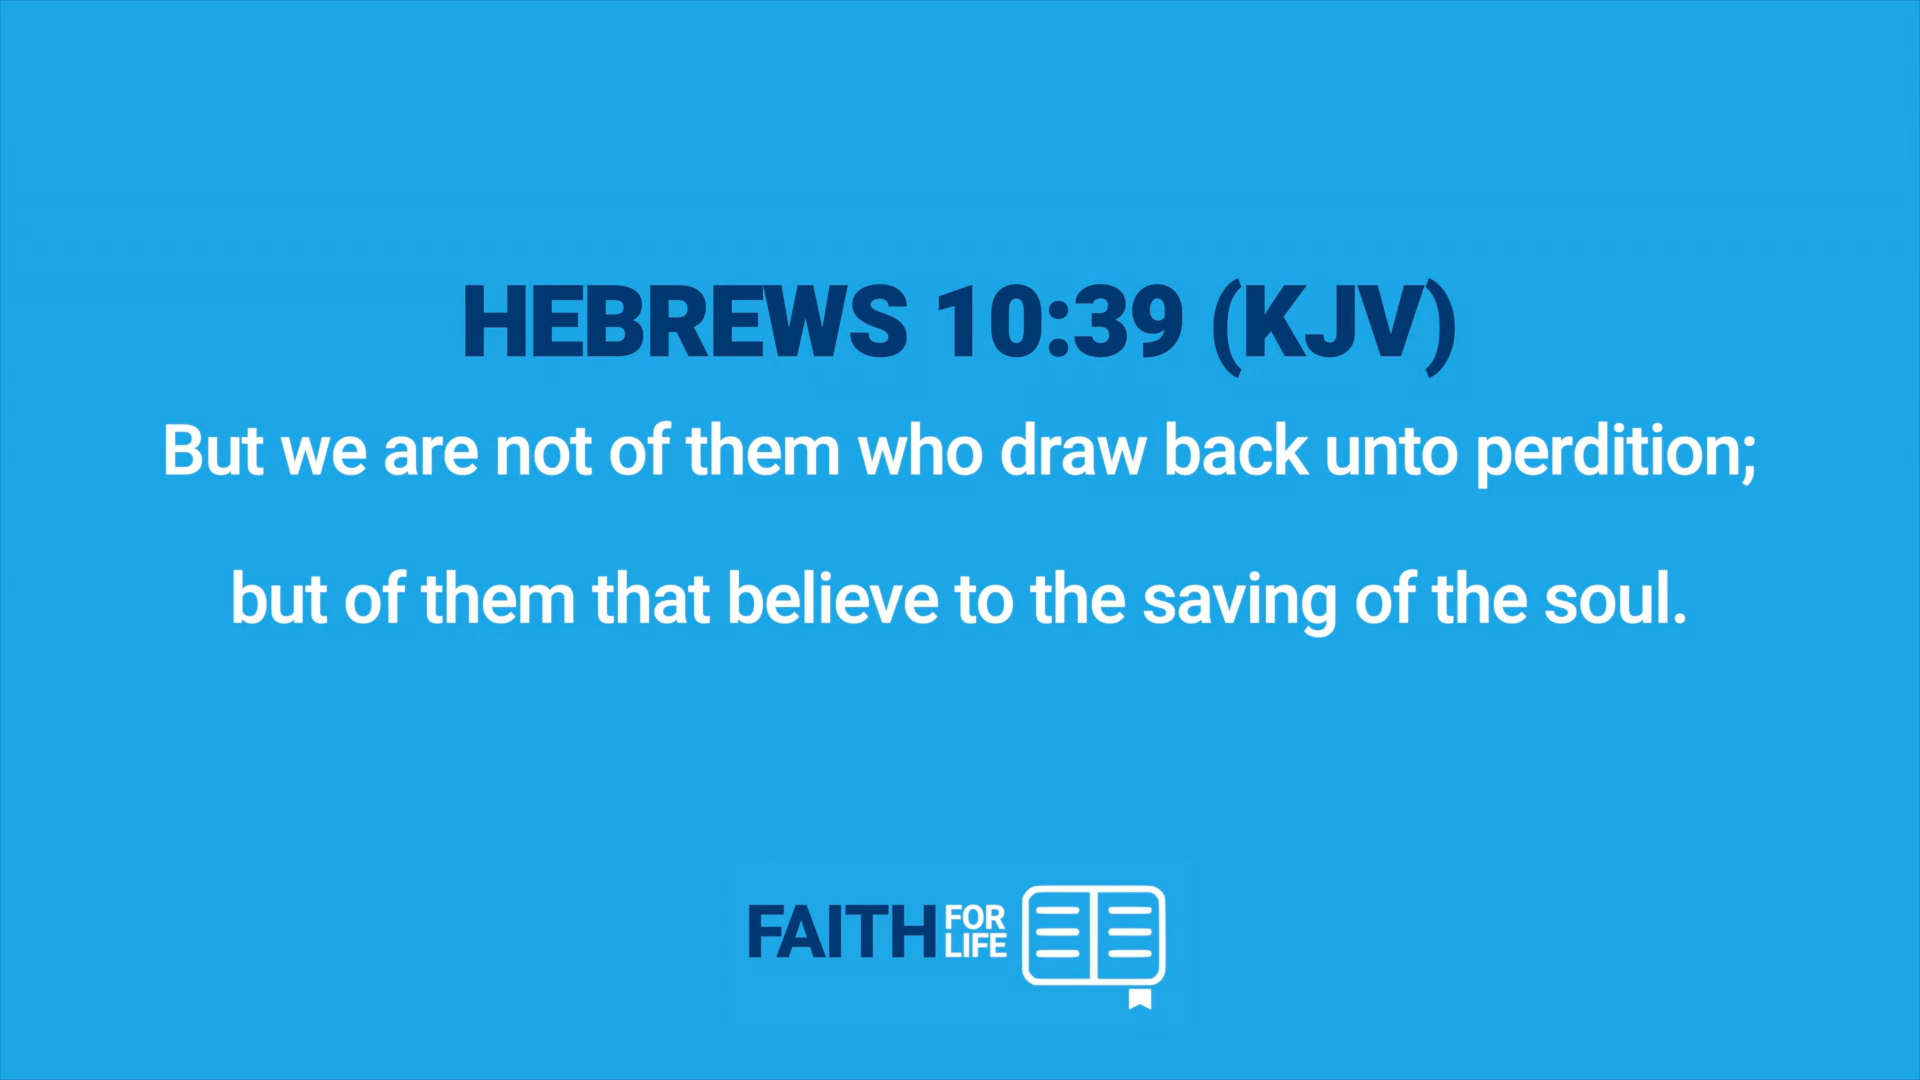 HEBREWS 10:39 (KJV)
But we are not of them who draw back unto perdition;
but of them that believe to the saving of the soul.
FAITH FOR
LIFE